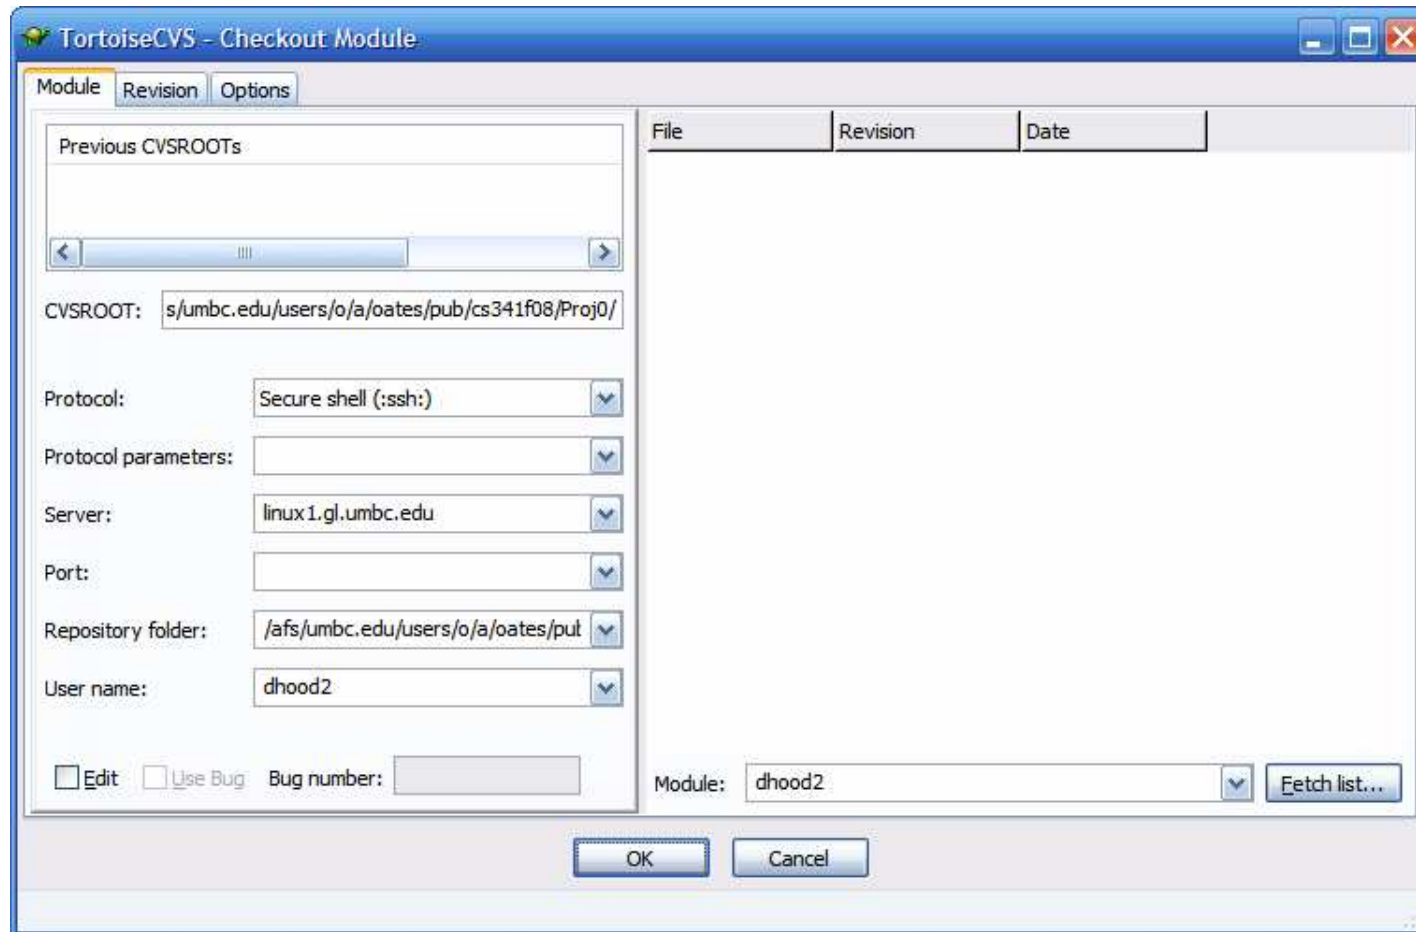 TortoiseCVS - Checkout Module
Module Revision Options
Previous CVSROOTs
CVSROOT: s/umbc.edu/users/o/a/oates/pub/cs341f08/Proj0/
Protocol: Secure shell (:ssh:)
Protocol parameters:
Server: linux1.gl.umbc.edu
Port:
Repository folder: /afs/umbc.edu/users/o/a/oates/pub
User name: dhood2
Edit Use Bug Bug number:
File Revision Date
Module: dhood2 Fetch list...
OK Cancel